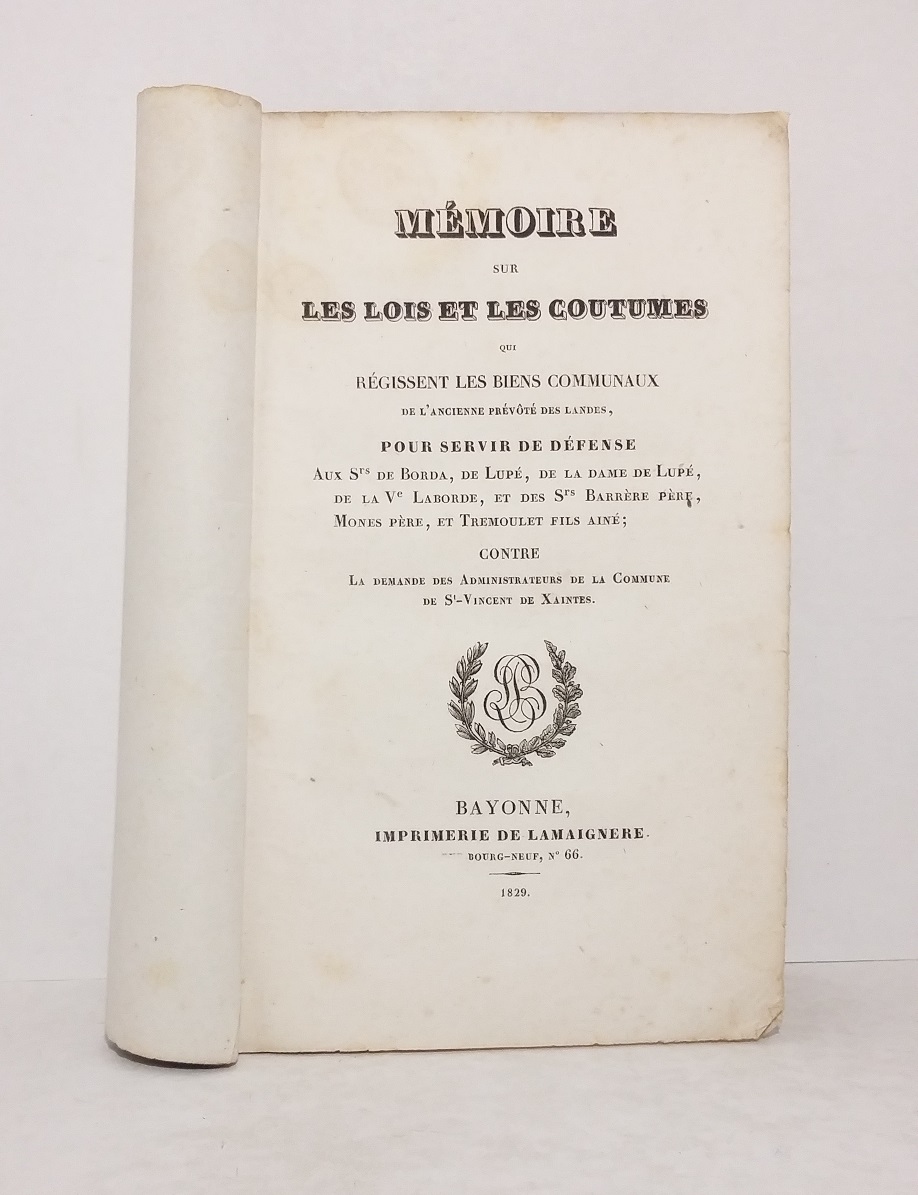 MÉMOIRE
SUR
LES LOIS ET LES COUTUMES
QUI
RÉGISSENT LES BIENS COMMUNAUX
DE L'ANCIENNE PRÉVÔTÉ DES LANDES,
POUR SERVIR DE DÉFENSE
Aux Srs de Borda, de Lupé, de la dame de Lupé,
de la Ve Laborde, et des Srs Barrère père,
Mones père, et Tremoulet fils ainé;
CONTRE
La demande des Administrateurs de la Commune
de St-Vincent de Xaintes.
BAYONNE,
IMPRIMERIE DE LAMAIGNERE.
BOURG-NEUF, N° 66.
1829.